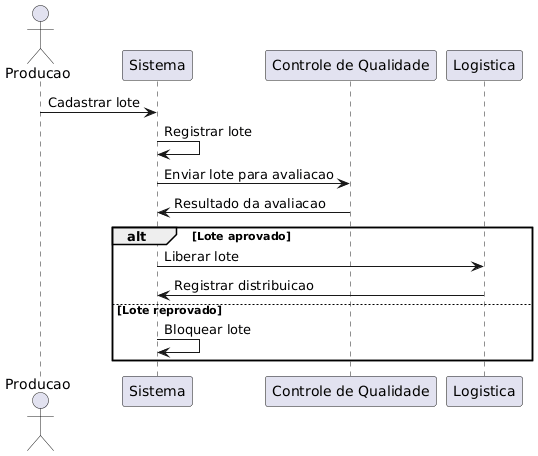 Producao
Sistema
Controle de Qualidade
Logistica
Cadastrar lote
Registrar lote
Enviar lote para avaliacao
Resultado da avaliacao
alt
[Lote aprovado]
Liberar lote
Registrar distribuicao
[Lote reprovado]
Bloquear lote
Producao
Sistema
Controle de Qualidade
Logistica